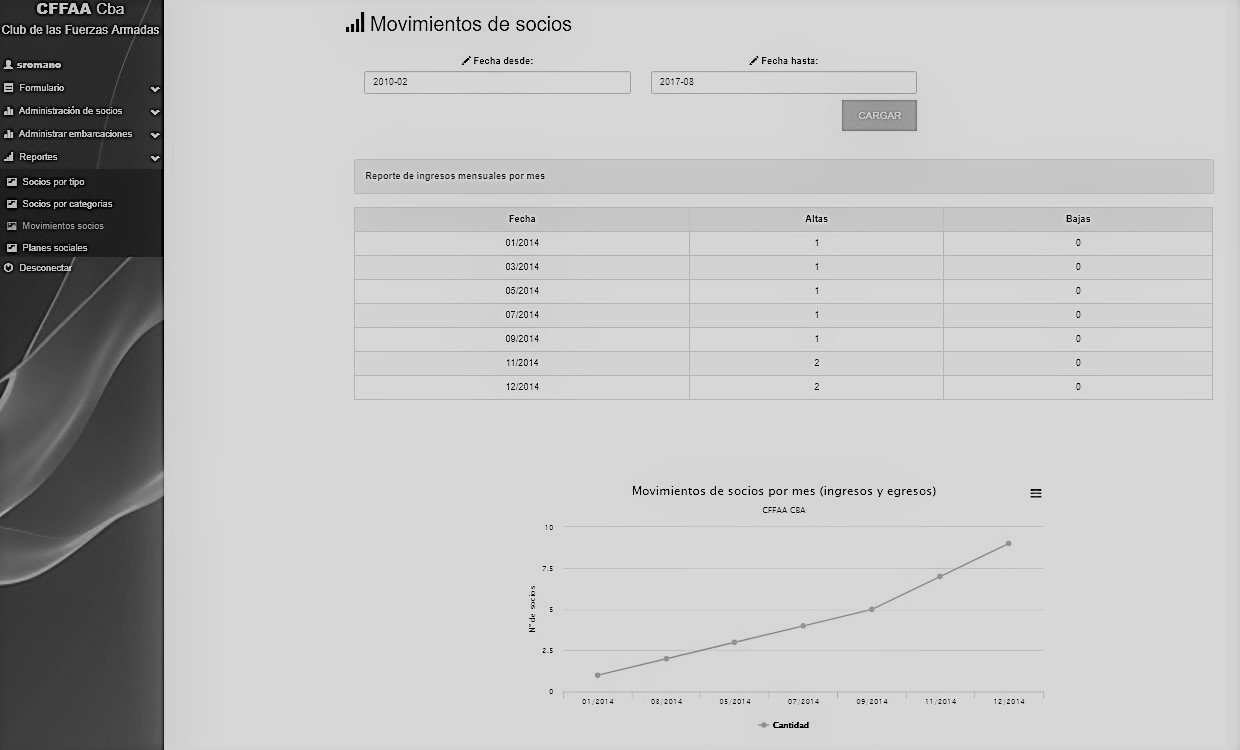 CFFAA Cba
Club de las Fuerzas Armadas
sromano
Formulario
Administración de socios
Administrar embarcaciones
Reportes
Socios por tipo
Socios por categorias
Movimientos socios
Planes sociales
Desconectar
Movimientos de socios
Fecha desde: Fecha hasta:
2010-02 2017-08
CARGAR
Reporte de ingresos mensuales por mes
Fecha Altas Bajas
01/2014 1 0
03/2014 1 0
05/2014 1 0
07/2014 1 0
09/2014 1 0
11/2014 2 0
12/2014 2 0
Movimientos de socios por mes (ingresos y egresos)
CFFAA CBA
10
7.5
5
2.5
0
N° de socios
01/2014 03/2014 05/2014 07/2014 09/2014 11/2014 12/2014
Cantidad